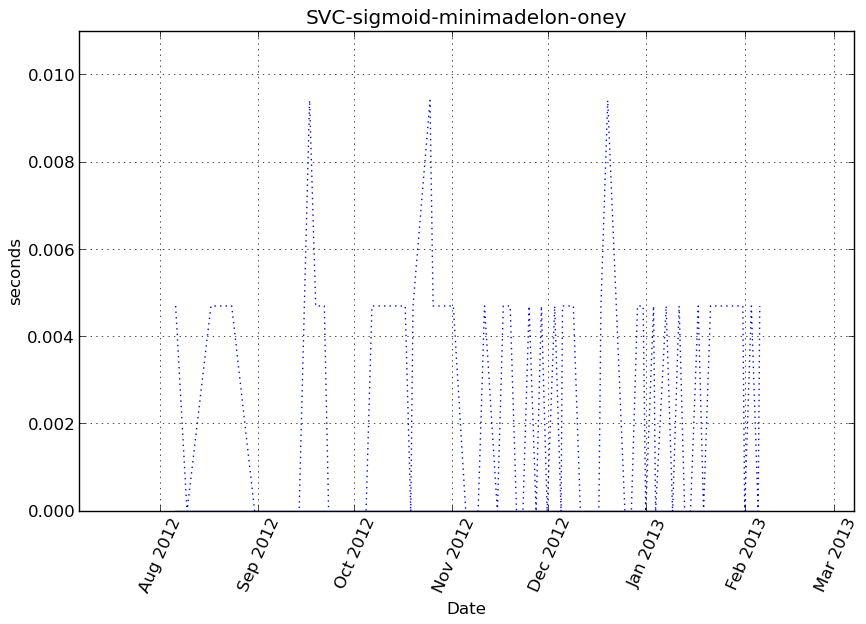 SVC-sigmoid-minimadelon-oney
0.010
0.008
0.006
0.004
0.002
0.000
seconds
Aug 2012
Sep 2012
Oct 2012
Nov 2012
Dec 2012
Jan 2013
Feb 2013
Mar 2013
Date